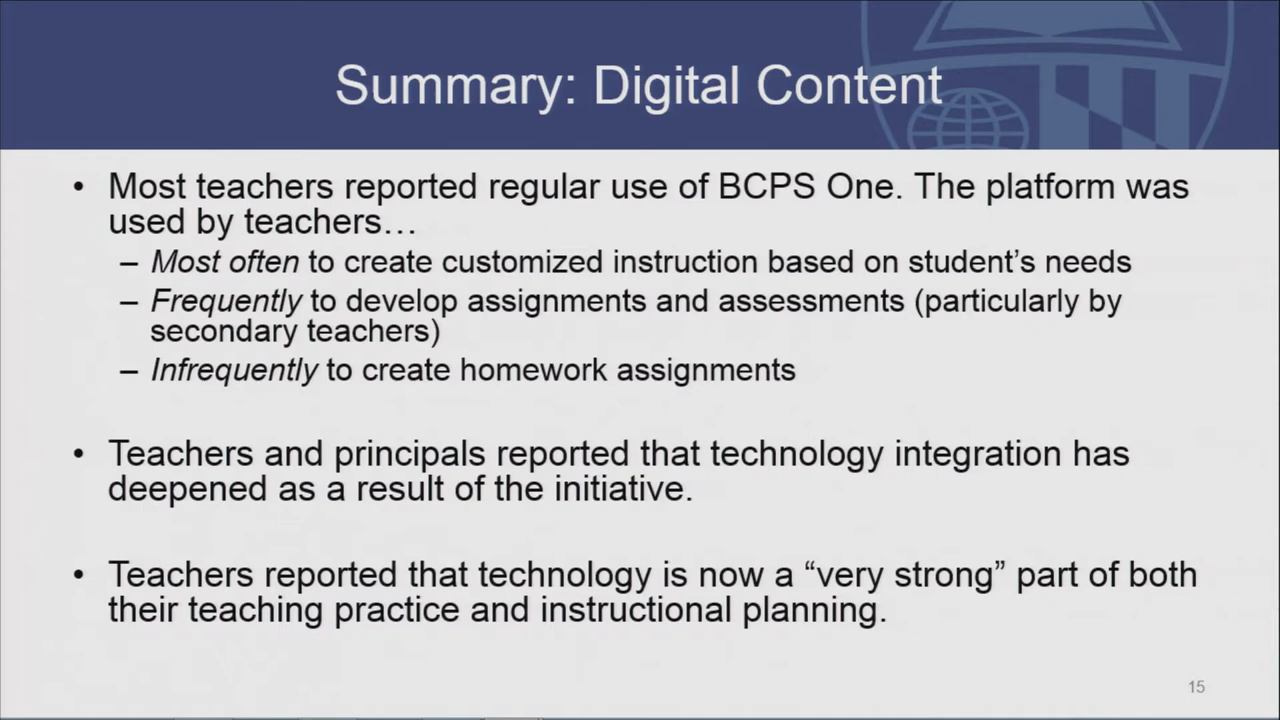 Summary: Digital Content
• Most teachers reported regular use of BCPS One. The platform was
used by teachers…
– Most often to create customized instruction based on student’s needs
– Frequently to develop assignments and assessments (particularly by
secondary teachers)
– Infrequently to create homework assignments
• Teachers and principals reported that technology integration has
deepened as a result of the initiative.
• Teachers reported that technology is now a “very strong” part of both
their teaching practice and instructional planning.
15